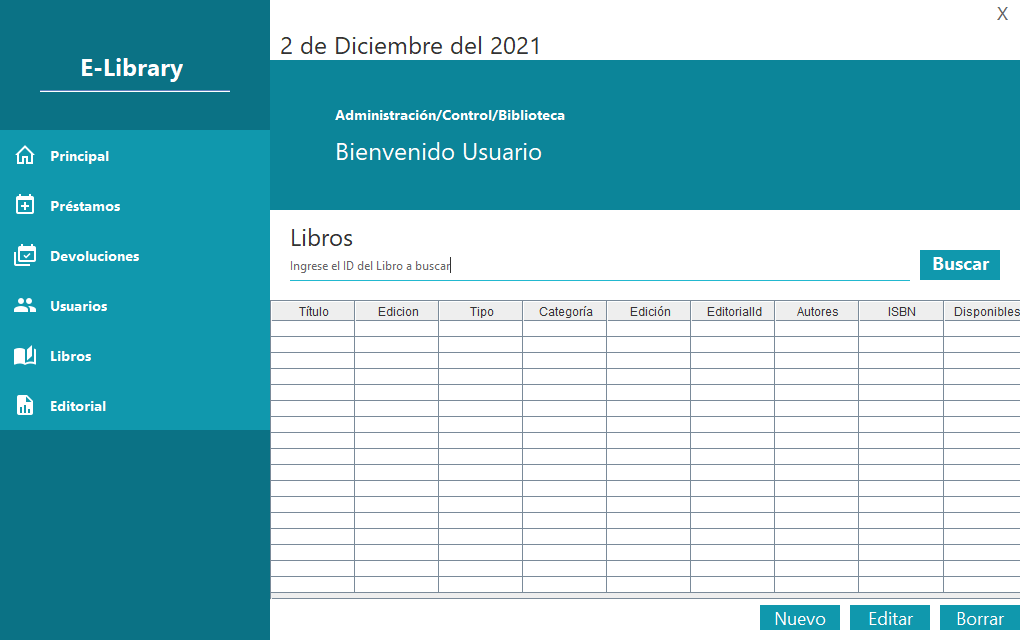 X
2 de Diciembre del 2021
E-Library
Administración/Control/Biblioteca
Bienvenido Usuario
Principal
Préstamos
Devoluciones
Usuarios
Libros
Editorial
Libros
Ingrese el ID del Libro a buscar
Buscar
Título Edicion Tipo Categoría Edición EditorialId Autores ISBN Disponibles
Nuevo Editar Borrar